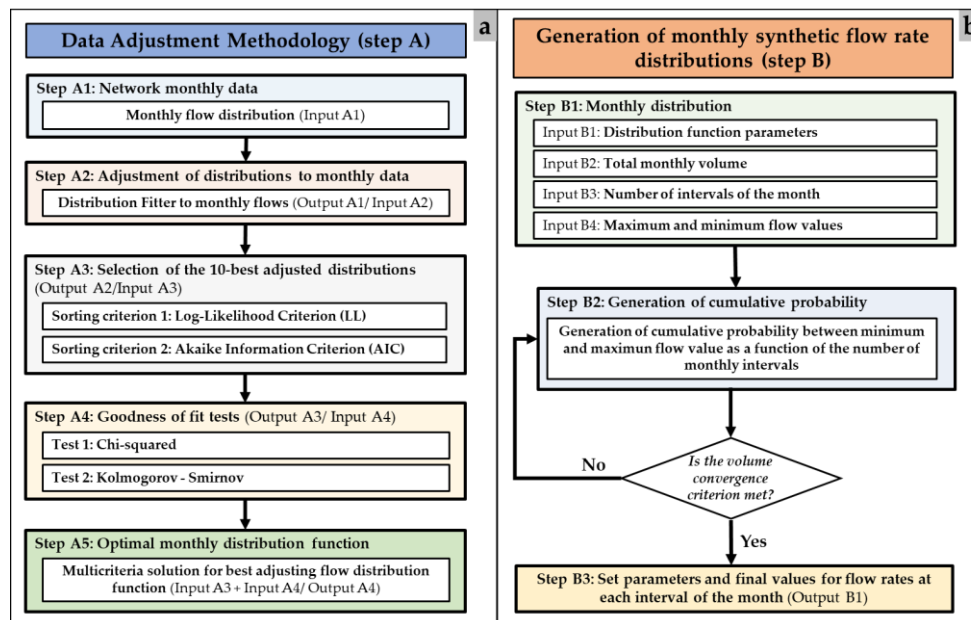 a
Data Adjustment Methodology (step A)
Step A1: Network monthly data
Monthly flow distribution (Input A1)
Step A2: Adjustment of distributions to monthly data
Distribution Fitter to monthly flows (Output A1/ Input A2)
Step A3: Selection of the 10-best adjusted distributions
(Output A2/Input A3)
Sorting criterion 1: Log-Likelihood Criterion (LL)
Sorting criterion 2: Akaike Information Criterion (AIC)
Step A4: Goodness of fit tests (Output A3/ Input A4)
Test 1: Chi-squared
Test 2: Kolmogorov - Smirnov
Step A5: Optimal monthly distribution function
Multicriteria solution for best adjusting flow distribution
function (Input A3 + Input A4/ Output A4)
b
Generation of monthly synthetic flow rate
distributions (step B)
Step B1: Monthly distribution
Input B1: Distribution function parameters
Input B2: Total monthly volume
Input B3: Number of intervals of the month
Input B4: Maximum and minimum flow values
Step B2: Generation of cumulative probability
Generation of cumulative probability between minimum
and maximun flow value as a function of the number of
monthly intervals
No
Is the volume
convergence
criterion met?
Yes
Step B3: Set parameters and final values for flow rates at
each interval of the month (Output B1)